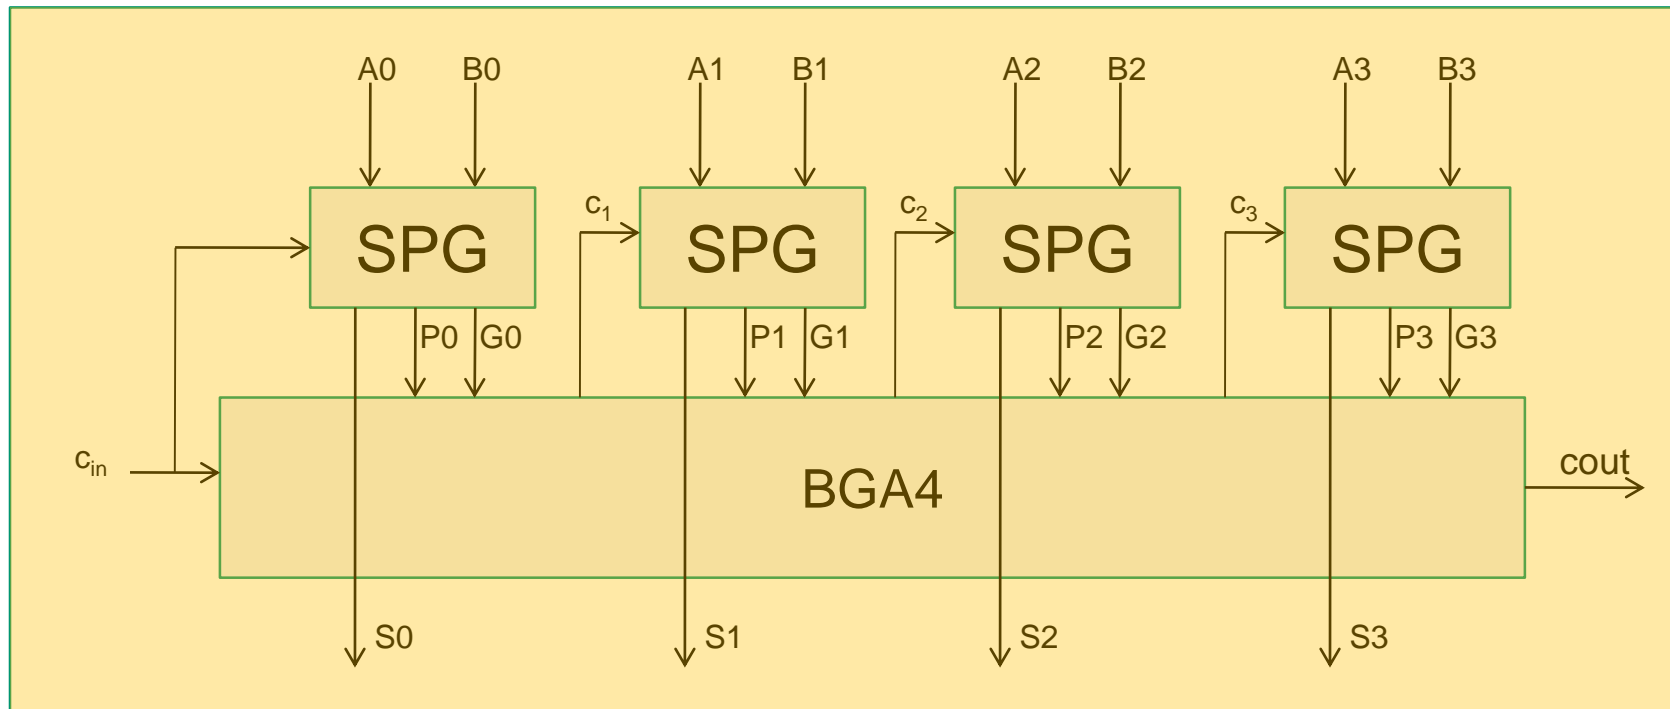 A0 B0 A1 B1 A2 B2 A3 B3
c₁ c₂ c₃
SPG SPG SPG SPG
P0 G0 P1 G1 P2 G2 P3 G3
cᵢₙ BGA4 cout
S0 S1 S2 S3